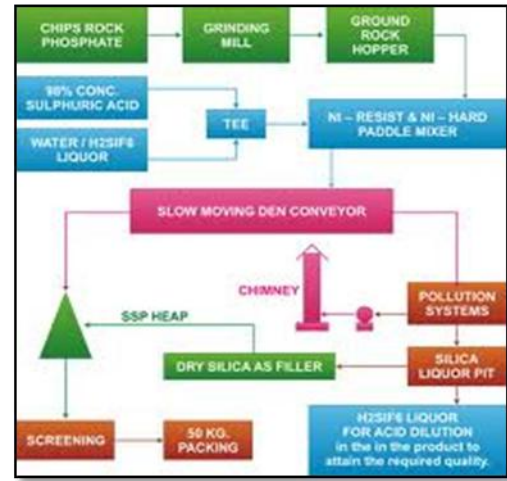 CHIPS ROCK
PHOSPHATE
GRINDING
MILL
GROUND
ROCK
HOPPER
98% CONC.
SULPHURIC ACID
TEE
WATER / H2SIF6
LIQUOR
NI – RESIST & NI – HARD
PADDLE MIXER
SLOW MOVING DEN CONVEYOR
CHIMNEY
POLLUTION
SYSTEMS
SSP HEAP
DRY SILICA AS FILLER
SILICA
LIQUOR PIT
SCREENING
50 KG.
PACKING
H2SIF6 LIQUOR
FOR ACID DILUTION
in the in the product to
attain the required quality.